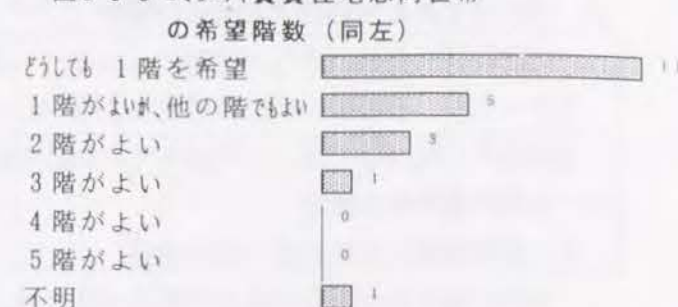 の希望階数（同左）
どうしても 1階を希望
1階がよいが、他の階でもよい 5
2階がよい 3
3階がよい 1
4階がよい 0
5階がよい 0
不明 1